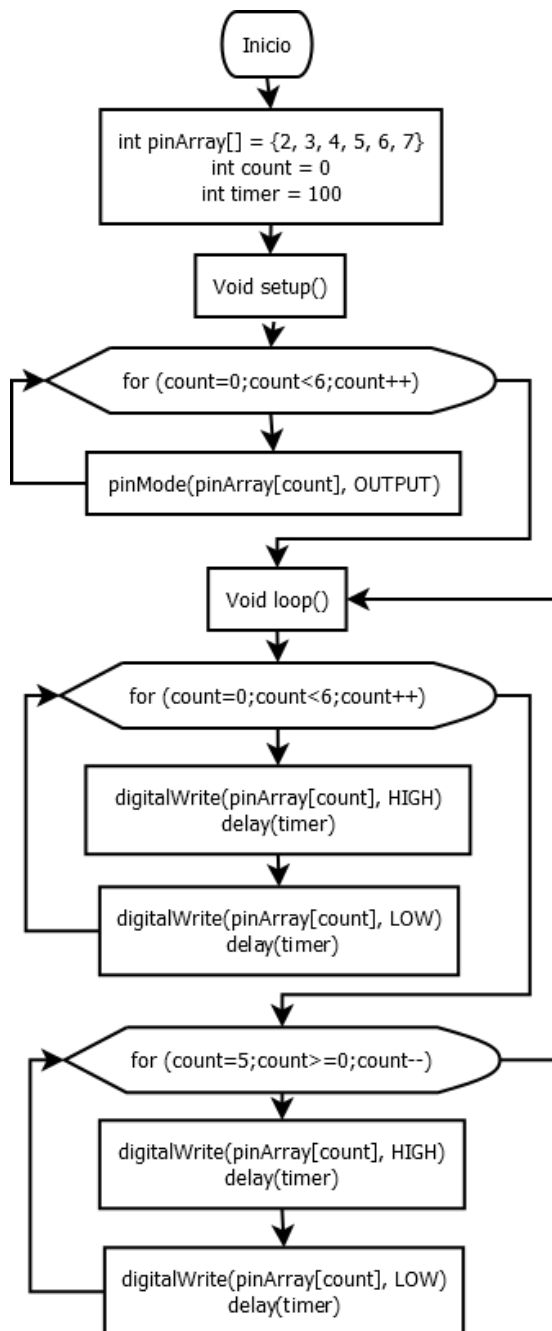 Inicio
int pinArray[] = {2, 3, 4, 5, 6, 7}
int count = 0
int timer = 100
Void setup()
for (count=0;count<6;count++)
pinMode(pinArray[count], OUTPUT)
Void loop()
for (count=0;count<6;count++)
digitalWrite(pinArray[count], HIGH)
delay(timer)
digitalWrite(pinArray[count], LOW)
delay(timer)
for (count=5;count>=0;count--)
digitalWrite(pinArray[count], HIGH)
delay(timer)
digitalWrite(pinArray[count], LOW)
delay(timer)